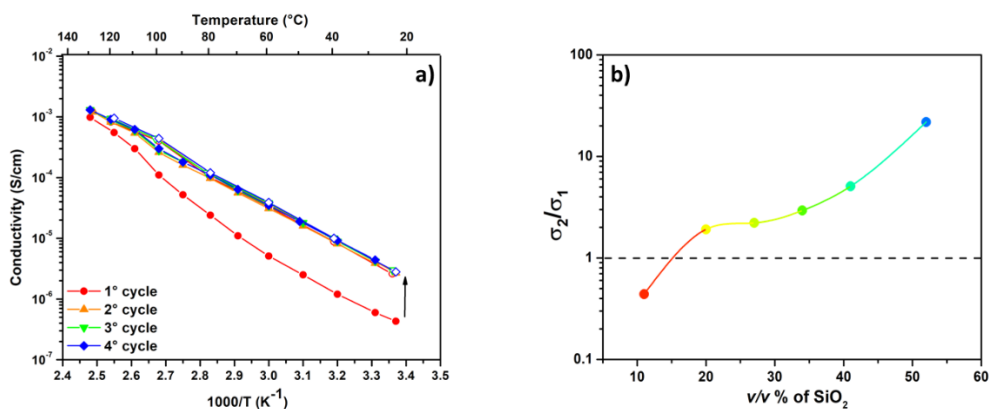 Temperature (°C)
140 120 100 80 60 40 20
a)
Conductivity (S/cm)
10⁻² 10⁻³ 10⁻⁴ 10⁻⁵ 10⁻⁶ 10⁻⁷
1° cycle
2° cycle
3° cycle
4° cycle
2.4 2.5 2.6 2.7 2.8 2.9 3.0 3.1 3.2 3.3 3.4 3.5
1000/T (K⁻¹)
b)
σ₂/σ₁
100
10
1
0.1
10 20 30 40 50 60
v/v % of SiO₂